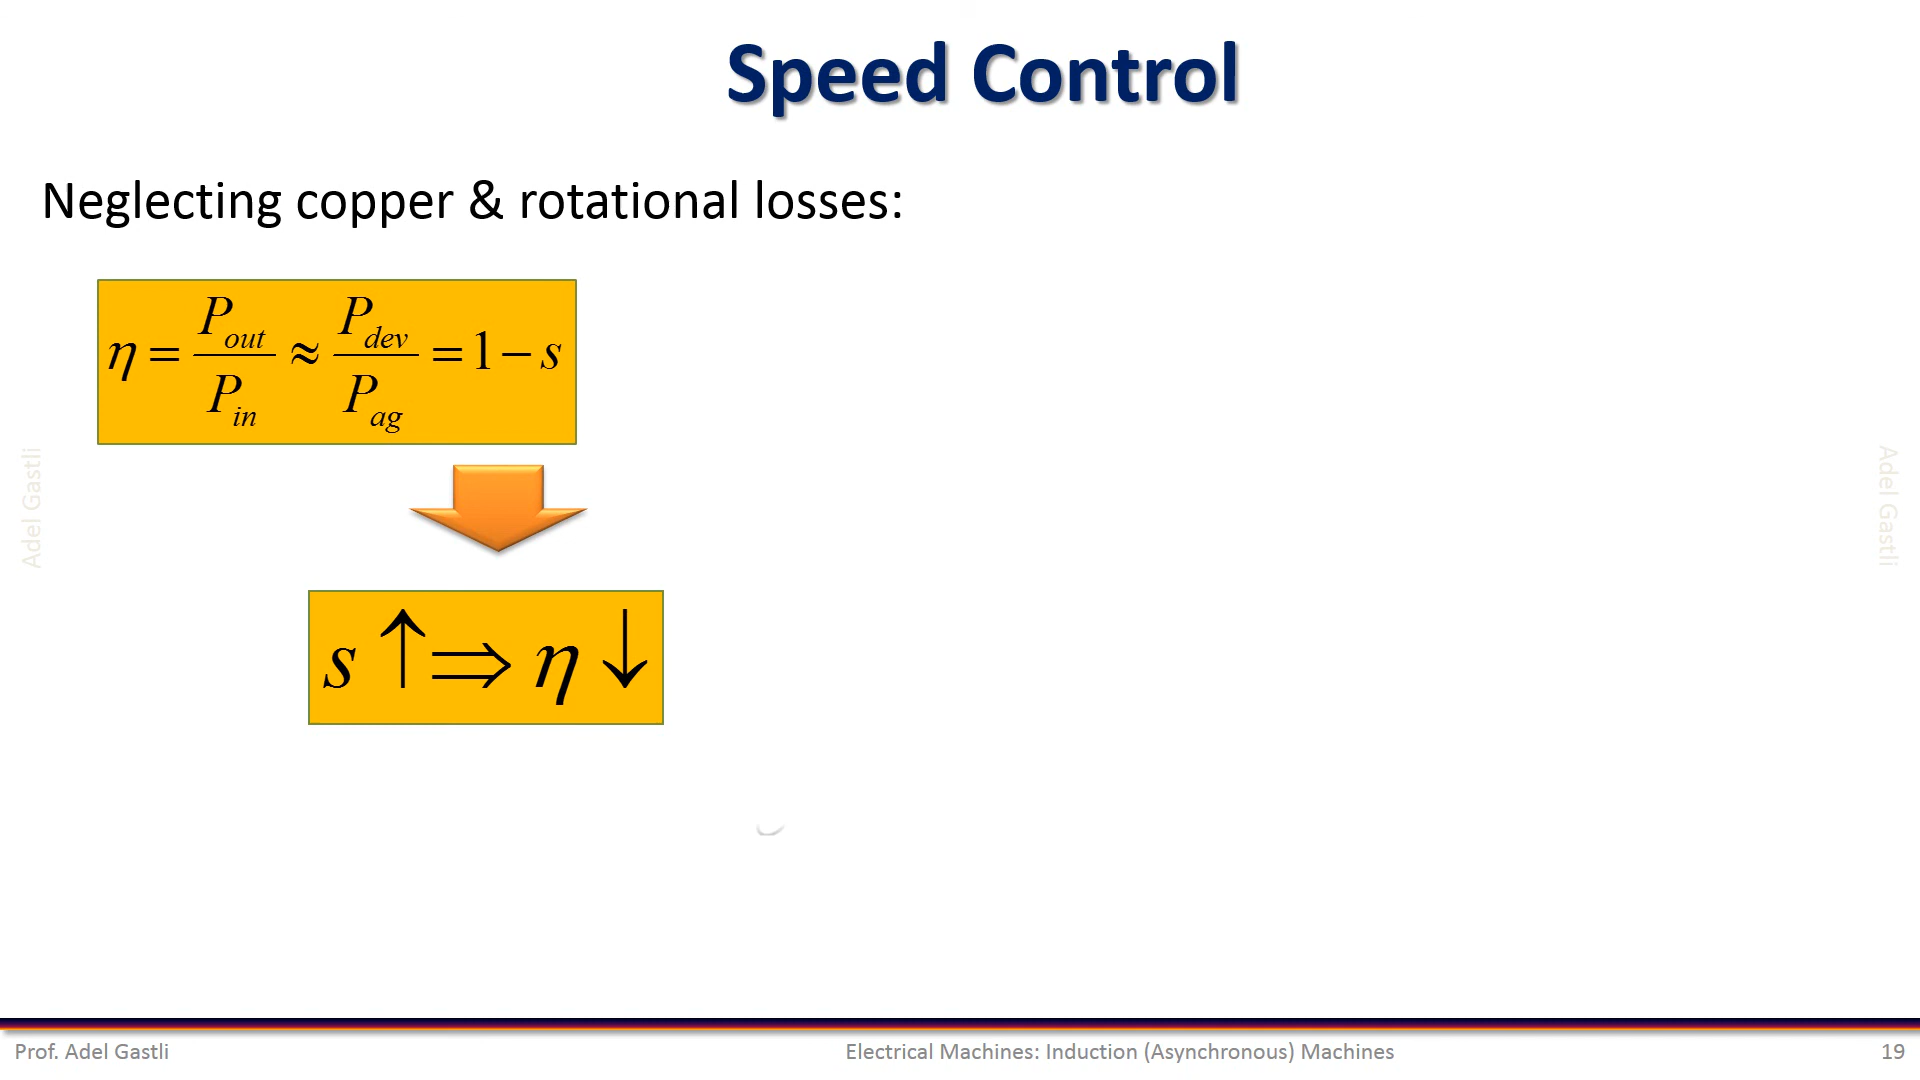 Speed Control
Neglecting copper & rotational losses:
η = P_out / P_in ≈ P_dev / P_ag = 1 − s
s ↑ ⇒ η ↓
Adel Gastli
Adel Gastli
Prof. Adel Gastli
Electrical Machines: Induction (Asynchronous) Machines
19